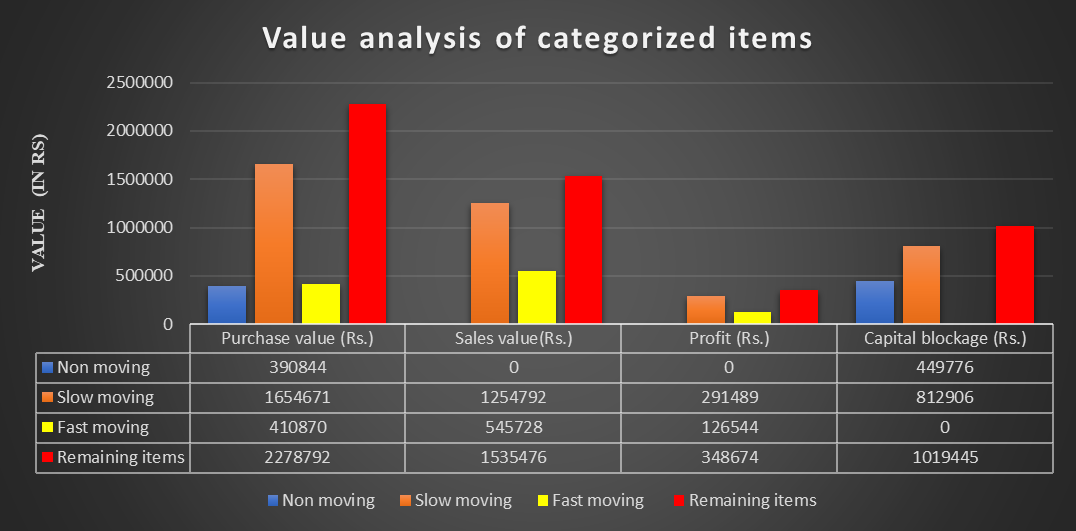 Value analysis of categorized items
VALUE (IN RS)
2500000
2000000
1500000
1000000
500000
0
Purchase value (Rs.) Sales value(Rs.) Profit (Rs.) Capital blockage (Rs.)
Non moving 390844 0 0 449776
Slow moving 1654671 1254792 291489 812906
Fast moving 410870 545728 126544 0
Remaining items 2278792 1535476 348674 1019445
Non moving Slow moving Fast moving Remaining items